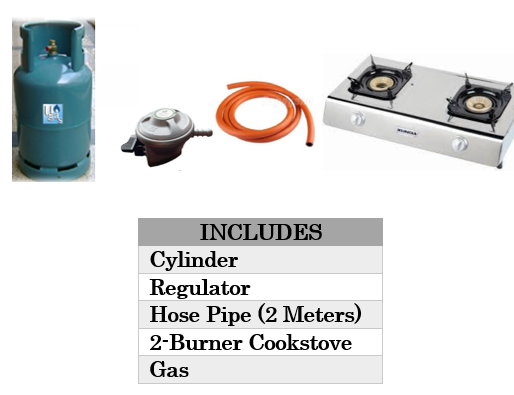 INCLUDES
Cylinder
Regulator
Hose Pipe (2 Meters)
2-Burner Cookstove
Gas